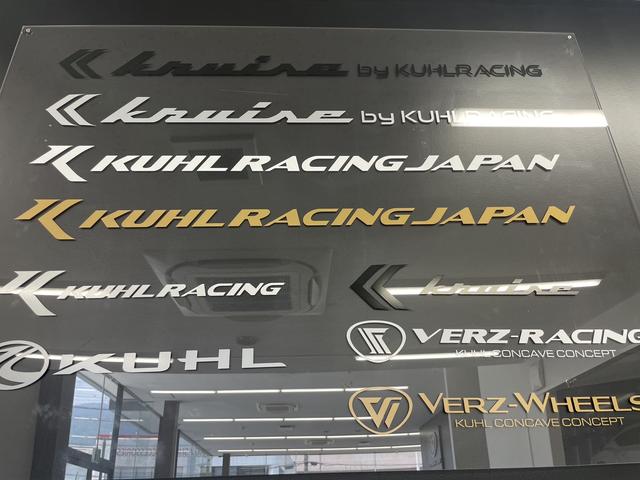 kruise by KUHLRACING
kruise by KUHLRACING
KUHL RACING JAPAN
KUHL RACING JAPAN
KUHL RACING
kruise
KUHL
VERZ-RACING
KUHL CONCAVE CONCEPT
VERZ-WHEELS
KUHL CONCAVE CONCEPT